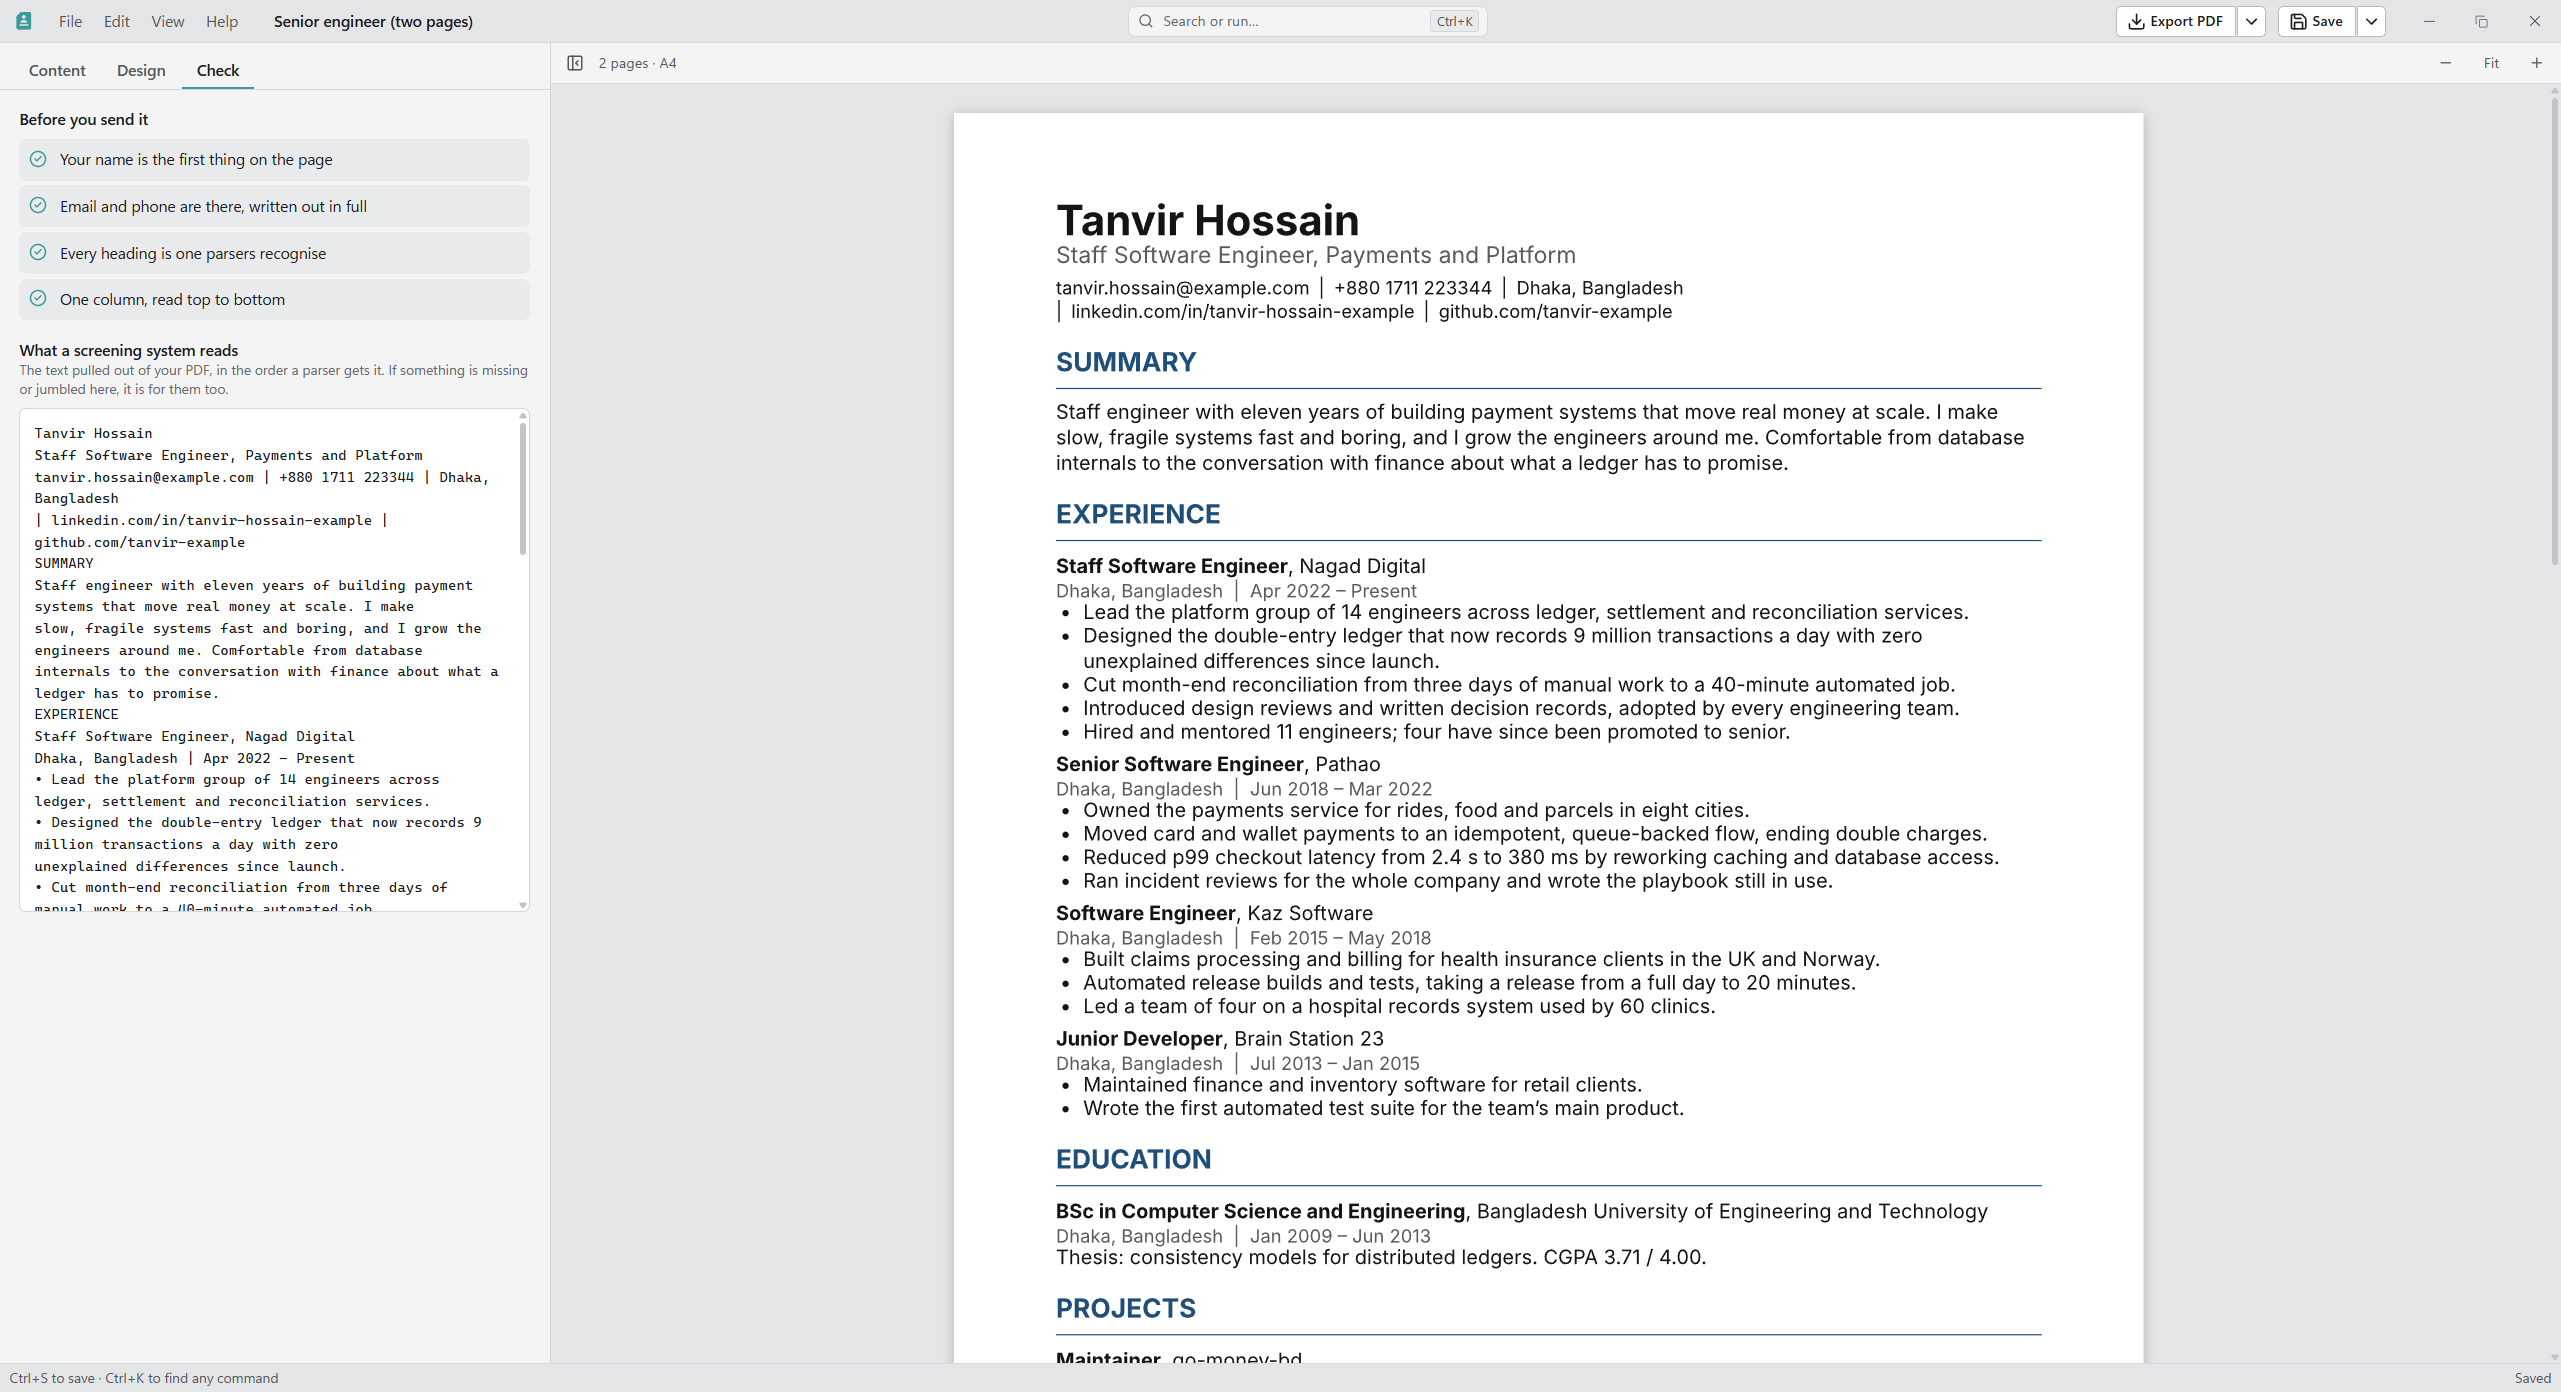 File Edit View Help Senior engineer (two pages) Search or run... Ctrl+K Export PDF Save
Content Design Check
2 pages · A4 Fit
Before you send it
Your name is the first thing on the page
Email and phone are there, written out in full
Every heading is one parsers recognise
One column, read top to bottom
What a screening system reads
The text pulled out of your PDF, in the order a parser gets it. If something is missing
or jumbled here, it is for them too.
Tanvir Hossain
Staff Software Engineer, Payments and Platform
tanvir.hossain@example.com | +880 1711 223344 | Dhaka,
Bangladesh
| linkedin.com/in/tanvir-hossain-example |
github.com/tanvir-example
SUMMARY
Staff engineer with eleven years of building payment
systems that move real money at scale. I make
slow, fragile systems fast and boring, and I grow the
engineers around me. Comfortable from database
internals to the conversation with finance about what a
ledger has to promise.
EXPERIENCE
Staff Software Engineer, Nagad Digital
Dhaka, Bangladesh | Apr 2022 – Present
• Lead the platform group of 14 engineers across
ledger, settlement and reconciliation services.
• Designed the double-entry ledger that now records 9
million transactions a day with zero
unexplained differences since launch.
• Cut month-end reconciliation from three days of
manual work to a 40-minute automated job.
Tanvir Hossain
Staff Software Engineer, Payments and Platform
tanvir.hossain@example.com | +880 1711 223344 | Dhaka, Bangladesh
| linkedin.com/in/tanvir-hossain-example | github.com/tanvir-example
SUMMARY
Staff engineer with eleven years of building payment systems that move real money at scale. I make
slow, fragile systems fast and boring, and I grow the engineers around me. Comfortable from database
internals to the conversation with finance about what a ledger has to promise.
EXPERIENCE
Staff Software Engineer, Nagad Digital
Dhaka, Bangladesh | Apr 2022 – Present
• Lead the platform group of 14 engineers across ledger, settlement and reconciliation services.
• Designed the double-entry ledger that now records 9 million transactions a day with zero
unexplained differences since launch.
• Cut month-end reconciliation from three days of manual work to a 40-minute automated job.
• Introduced design reviews and written decision records, adopted by every engineering team.
• Hired and mentored 11 engineers; four have since been promoted to senior.
Senior Software Engineer, Pathao
Dhaka, Bangladesh | Jun 2018 – Mar 2022
• Owned the payments service for rides, food and parcels in eight cities.
• Moved card and wallet payments to an idempotent, queue-backed flow, ending double charges.
• Reduced p99 checkout latency from 2.4 s to 380 ms by reworking caching and database access.
• Ran incident reviews for the whole company and wrote the playbook still in use.
Software Engineer, Kaz Software
Dhaka, Bangladesh | Feb 2015 – May 2018
• Built claims processing and billing for health insurance clients in the UK and Norway.
• Automated release builds and tests, taking a release from a full day to 20 minutes.
• Led a team of four on a hospital records system used by 60 clinics.
Junior Developer, Brain Station 23
Dhaka, Bangladesh | Jul 2013 – Jan 2015
• Maintained finance and inventory software for retail clients.
• Wrote the first automated test suite for the team’s main product.
EDUCATION
BSc in Computer Science and Engineering, Bangladesh University of Engineering and Technology
Dhaka, Bangladesh | Jan 2009 – Jun 2013
Thesis: consistency models for distributed ledgers. CGPA 3.71 / 4.00.
PROJECTS
Maintainer, go-money-bd
Ctrl+S to save · Ctrl+K to find any command
Saved